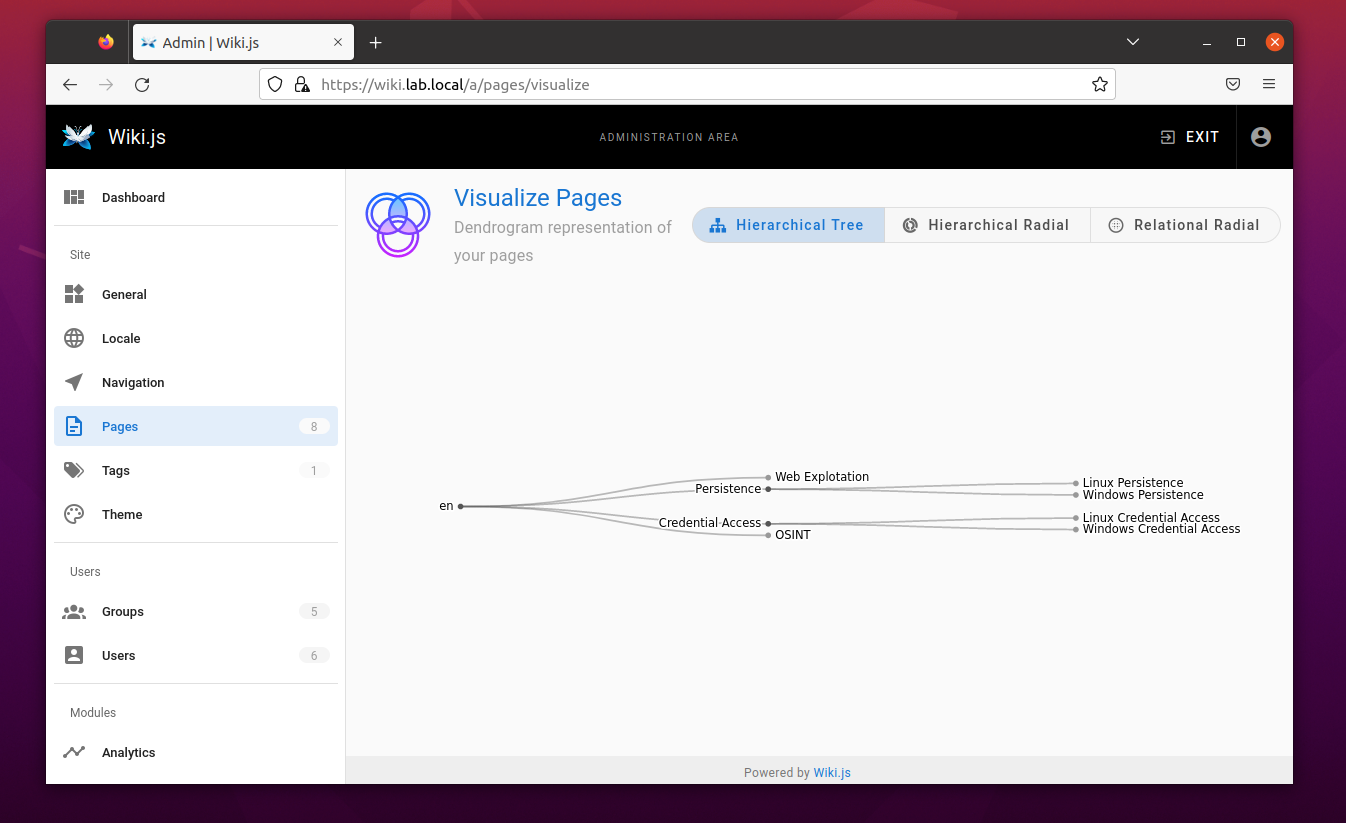 Admin | Wiki.js
https://wiki.lab.local/a/pages/visualize
Wiki.js
ADMINISTRATION AREA
EXIT
Dashboard
Site
General
Locale
Navigation
Pages 8
Tags 1
Theme
Users
Groups 5
Users 6
Modules
Analytics
Visualize Pages
Dendrogram representation of
your pages
Hierarchical Tree
Hierarchical Radial
Relational Radial
en
Web Explotation
Persistence
Linux Persistence
Windows Persistence
Credential Access
Linux Credential Access
Windows Credential Access
OSINT
Powered by Wiki.js